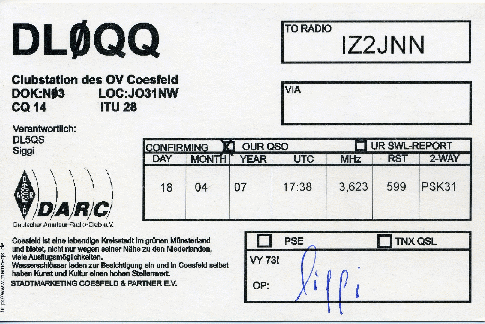 DLØQQ
Clubstation des OV Coesfeld
DOK:NØ3 LOC:JO31NW
CQ 14 ITU 28
Verantwortlich:
DL5QS
Siggi
DARC
Deutscher Amateur-Radio-Club e.V.
Coesfeld ist eine lebendige Kreisstadt im grünen Münsterland
und bietet, nicht nur wegen seiner Nähe zu den Niederlanden,
viele Ausflugsmöglichkeiten.
Wasserschlösser laden zur Besichtigung ein und in Coesfeld selbst
haben Kunst und Kultur einen hohen Stellenwert.
STADTMARKETING COESFELD & PARTNER E.V.
TO RADIO
IZ2JNN
VIA
CONFIRMING X OUR QSO UR SWL-REPORT
DAY MONTH YEAR UTC MHz RST 2-WAY
18 04 07 17:38 3,623 599 PSK31
PSE TNX QSL
VY 73!
OP: Siggi